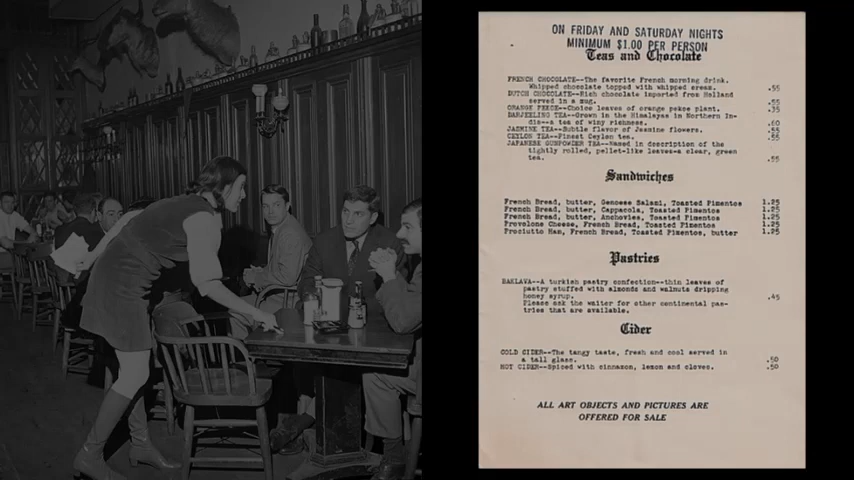 ON FRIDAY AND SATURDAY NIGHTS
MINIMUM $1.00 PER PERSON
Teas and Chocolate
FRENCH CHOCOLATE--The favorite French morning drink.
Whipped chocolate topped with whipped cream. .55
DUTCH CHOCOLATE--Rich chocolate imported from Holland
served in a mug. .55
ORANGE PEKOE--Choice leaves of orange pekoe plant. .35
DARJEELING TEA--Grown in the Himalayas in Northern In-
dia--a tea of winy richness. .60
JASMINE TEA--Subtle flavor of Jasmine flowers. .55
CEYLON TEA--Finest Ceylon tea. .55
JAPANESE GUNPOWDER TEA--Named in description of the
tightly rolled, pellet-like leaves-a clear, green
tea. .55
Sandwiches
French Bread, butter, Genoese Salami, Toasted Pimentos 1.25
French Bread, butter, Cappacola, Toasted Pimentos 1.25
French Bread, butter, Anchovies, Toasted Pimentos 1.25
Provolone Cheese, French Bread, Toasted Pimentos 1.25
Prociutto Ham, French Bread, Toasted Pimentos, butter 1.25
Pastries
BAKLAVA--A turkish pastry confection--thin leaves of
pastry stuffed with almonds and walnuts dripping
honey syrup. .45
Please ask the waiter for other continental pas-
tries that are available.
Cider
COLD CIDER--The tangy taste, fresh and cool served in
a tall glass. .50
HOT CIDER--Spiced with cinnamon, lemon and cloves. .50
ALL ART OBJECTS AND PICTURES ARE
OFFERED FOR SALE